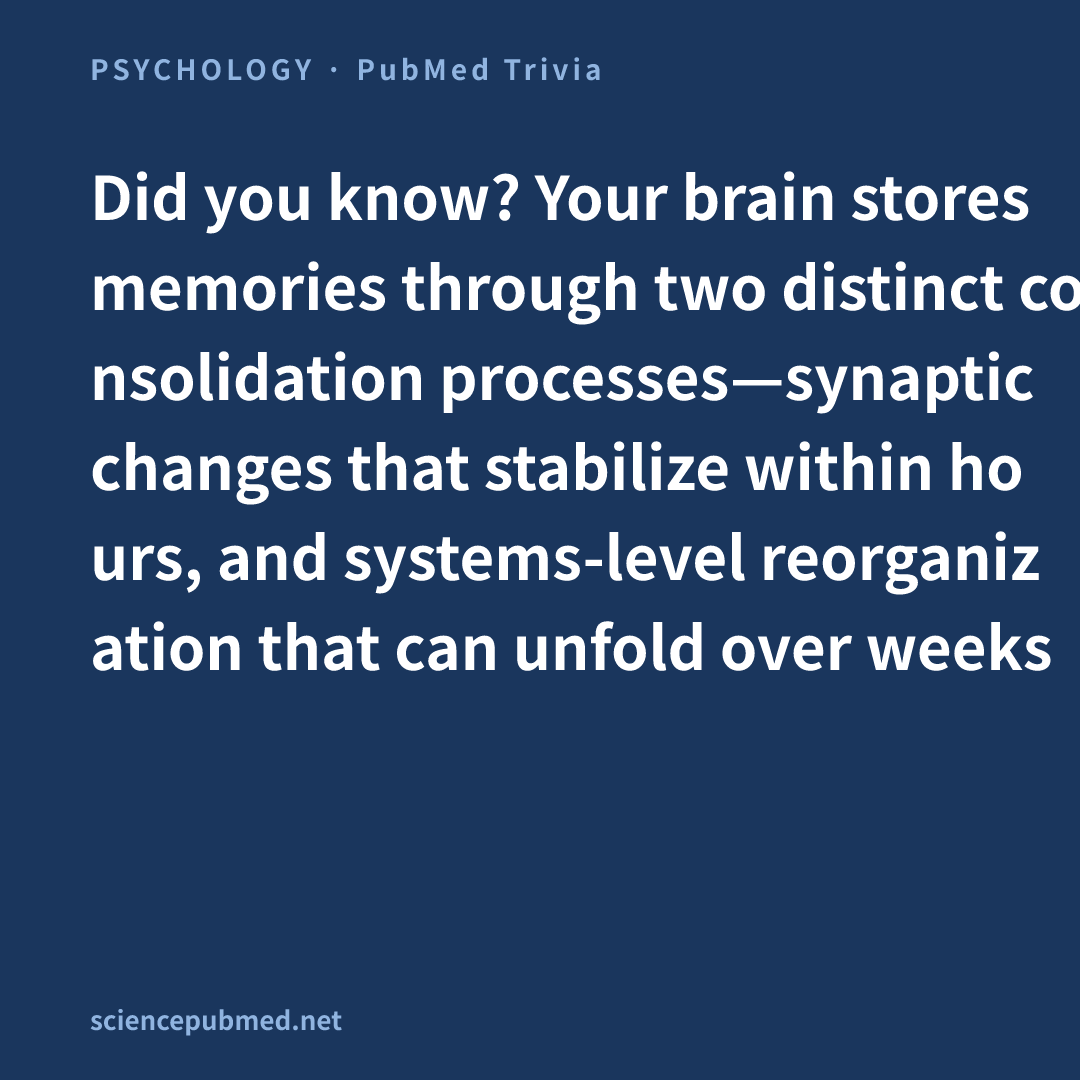 PSYCHOLOGY · PubMed Trivia
Did you know? Your brain stores
memories through two distinct co
nsolidation processes—synaptic
changes that stabilize within ho
urs, and systems-level reorganiz
ation that can unfold over weeks
sciencepubmed.net